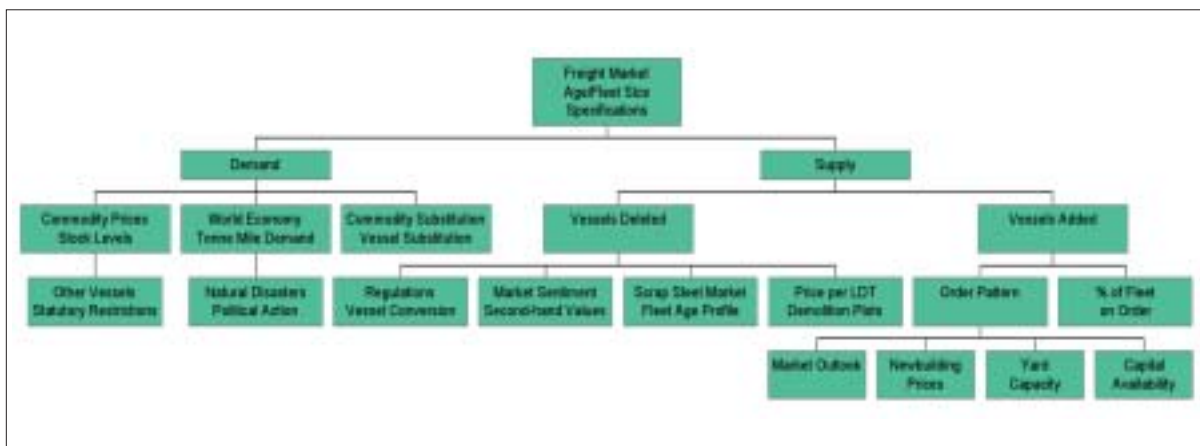 Freight Market
Age/Fleet Size
Specifications
Demand
Supply
Commodity Prices
Stock Levels
World Economy
Tonne Mile Demand
Commodity Substitution
Vessel Substitution
Vessels Deleted
Vessels Added
Other Vessels
Statutory Restrictions
Natural Disasters
Political Action
Regulations
Vessel Conversion
Market Sentiment
Second-hand Values
Scrap Steel Market
Fleet Age Profile
Price per LDT
Demolition
Order Pattern
% of Fleet
on Order
Market Outlook
Newbuilding
Prices
Yard
Capacity
Capital
Availability